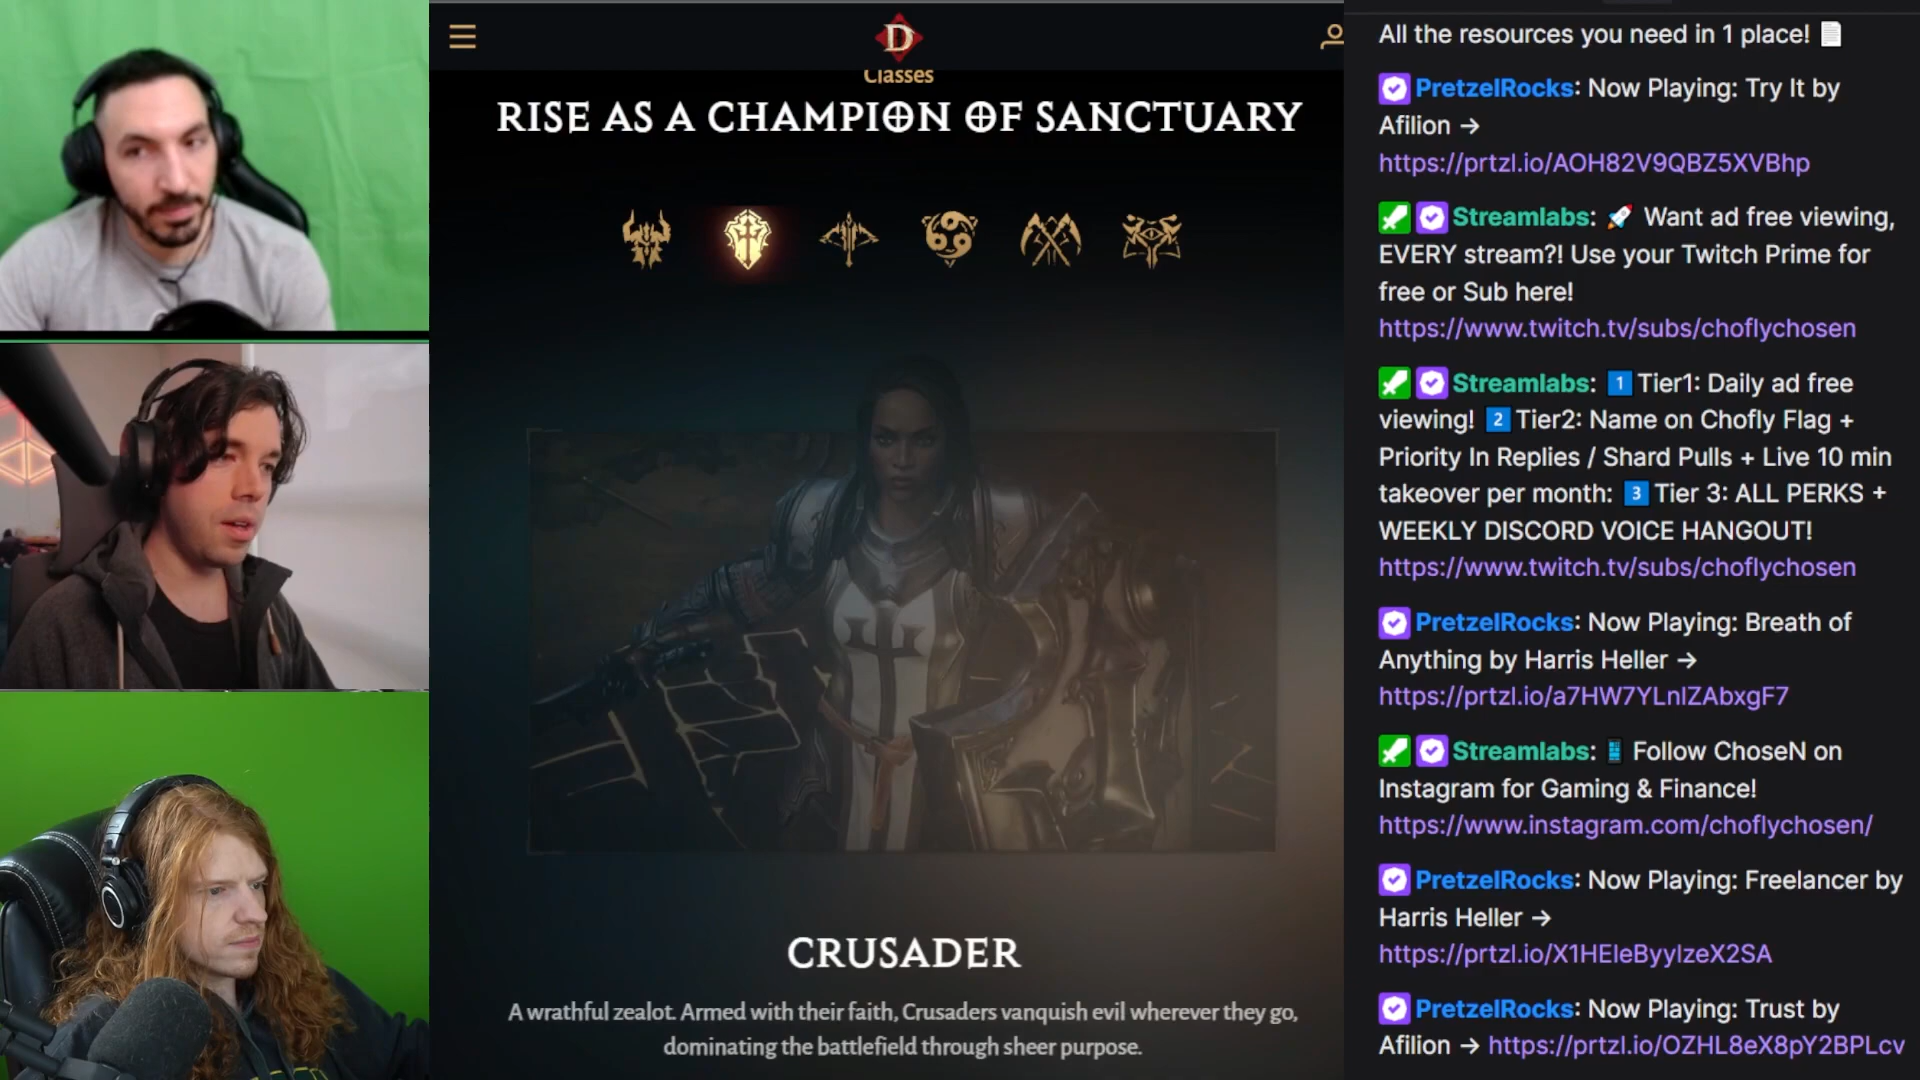 D
Classes
RISE AS A CHAMPION OF SANCTUARY
CRUSADER
A wrathful zealot. Armed with their faith, Crusaders vanquish evil wherever they go,
dominating the battlefield through sheer purpose.
All the resources you need in 1 place! 📄
PretzelRocks: Now Playing: Try It by
Afilion →
https://prtzl.io/AOH82V9QBZ5XVBhp
Streamlabs: 🚀 Want ad free viewing,
EVERY stream?! Use your Twitch Prime for
free or Sub here!
https://www.twitch.tv/subs/choflychosen
Streamlabs: 1️⃣ Tier1: Daily ad free
viewing! 2️⃣ Tier2: Name on Chofly Flag +
Priority In Replies / Shard Pulls + Live 10 min
takeover per month: 3️⃣ Tier 3: ALL PERKS +
WEEKLY DISCORD VOICE HANGOUT!
https://www.twitch.tv/subs/choflychosen
PretzelRocks: Now Playing: Breath of
Anything by Harris Heller →
https://prtzl.io/a7HW7YLnlZAbxgF7
Streamlabs: 📱 Follow ChoseN on
Instagram for Gaming & Finance!
https://www.instagram.com/choflychosen/
PretzelRocks: Now Playing: Freelancer by
Harris Heller →
https://prtzl.io/X1HEleByylzeX2SA
PretzelRocks: Now Playing: Trust by
Afilion → https://prtzl.io/OZHL8eX8pY2BPLcv